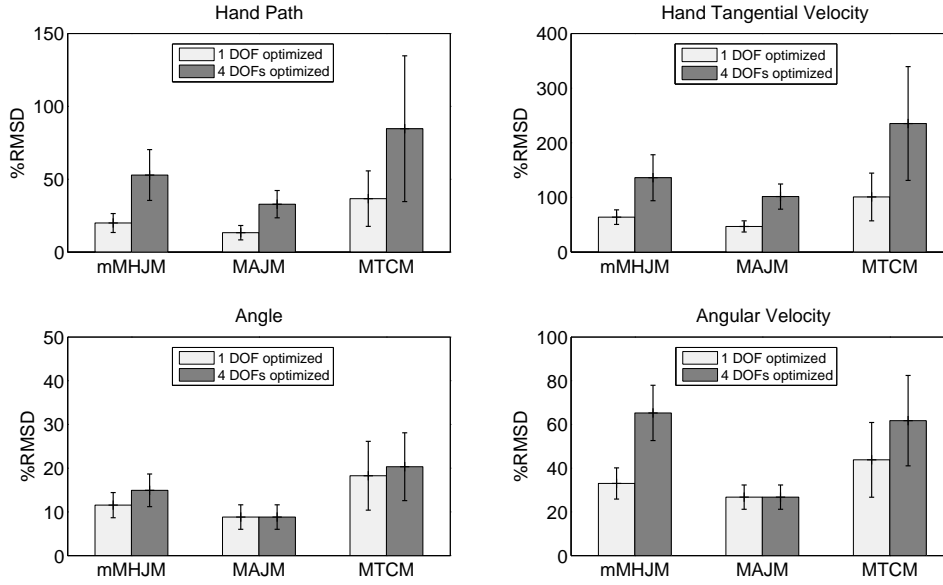 Hand Path
%RMSD
150
100
50
0
1 DOF optimized
4 DOFs optimized
mMHJM MAJM MTCM
Hand Tangential Velocity
%RMSD
400
300
200
100
0
1 DOF optimized
4 DOFs optimized
mMHJM MAJM MTCM
Angle
%RMSD
50
40
30
20
10
0
1 DOF optimized
4 DOFs optimized
mMHJM MAJM MTCM
Angular Velocity
%RMSD
100
80
60
40
20
0
1 DOF optimized
4 DOFs optimized
mMHJM MAJM MTCM